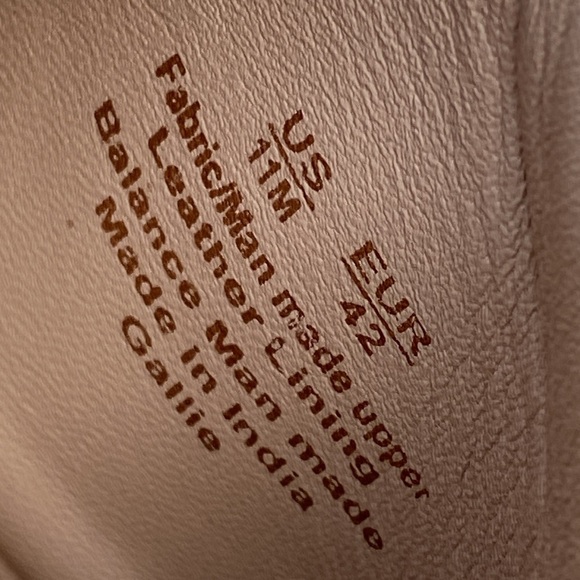 US EUR
11M 42
Fabric/Man made upper
Leather Lining
Balance Man made
Made In India
Gallie